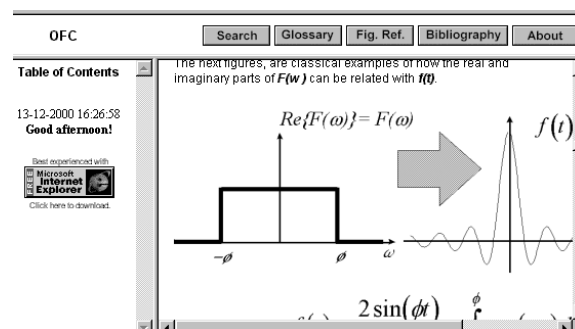 OFC
Search Glossary Fig. Ref. Bibliography About
Table of Contents
13-12-2000 16:26:58
Good afternoon!
Best experienced with
FREE Microsoft Internet Explorer
Click here to download.
The next figures, are classical examples of how the real and
imaginary parts of F(w ) can be related with f(t).
Re{F(ω)}= F(ω)
f(t)
-ϕ ϕ ω
2 sin(ϕt) ϕ